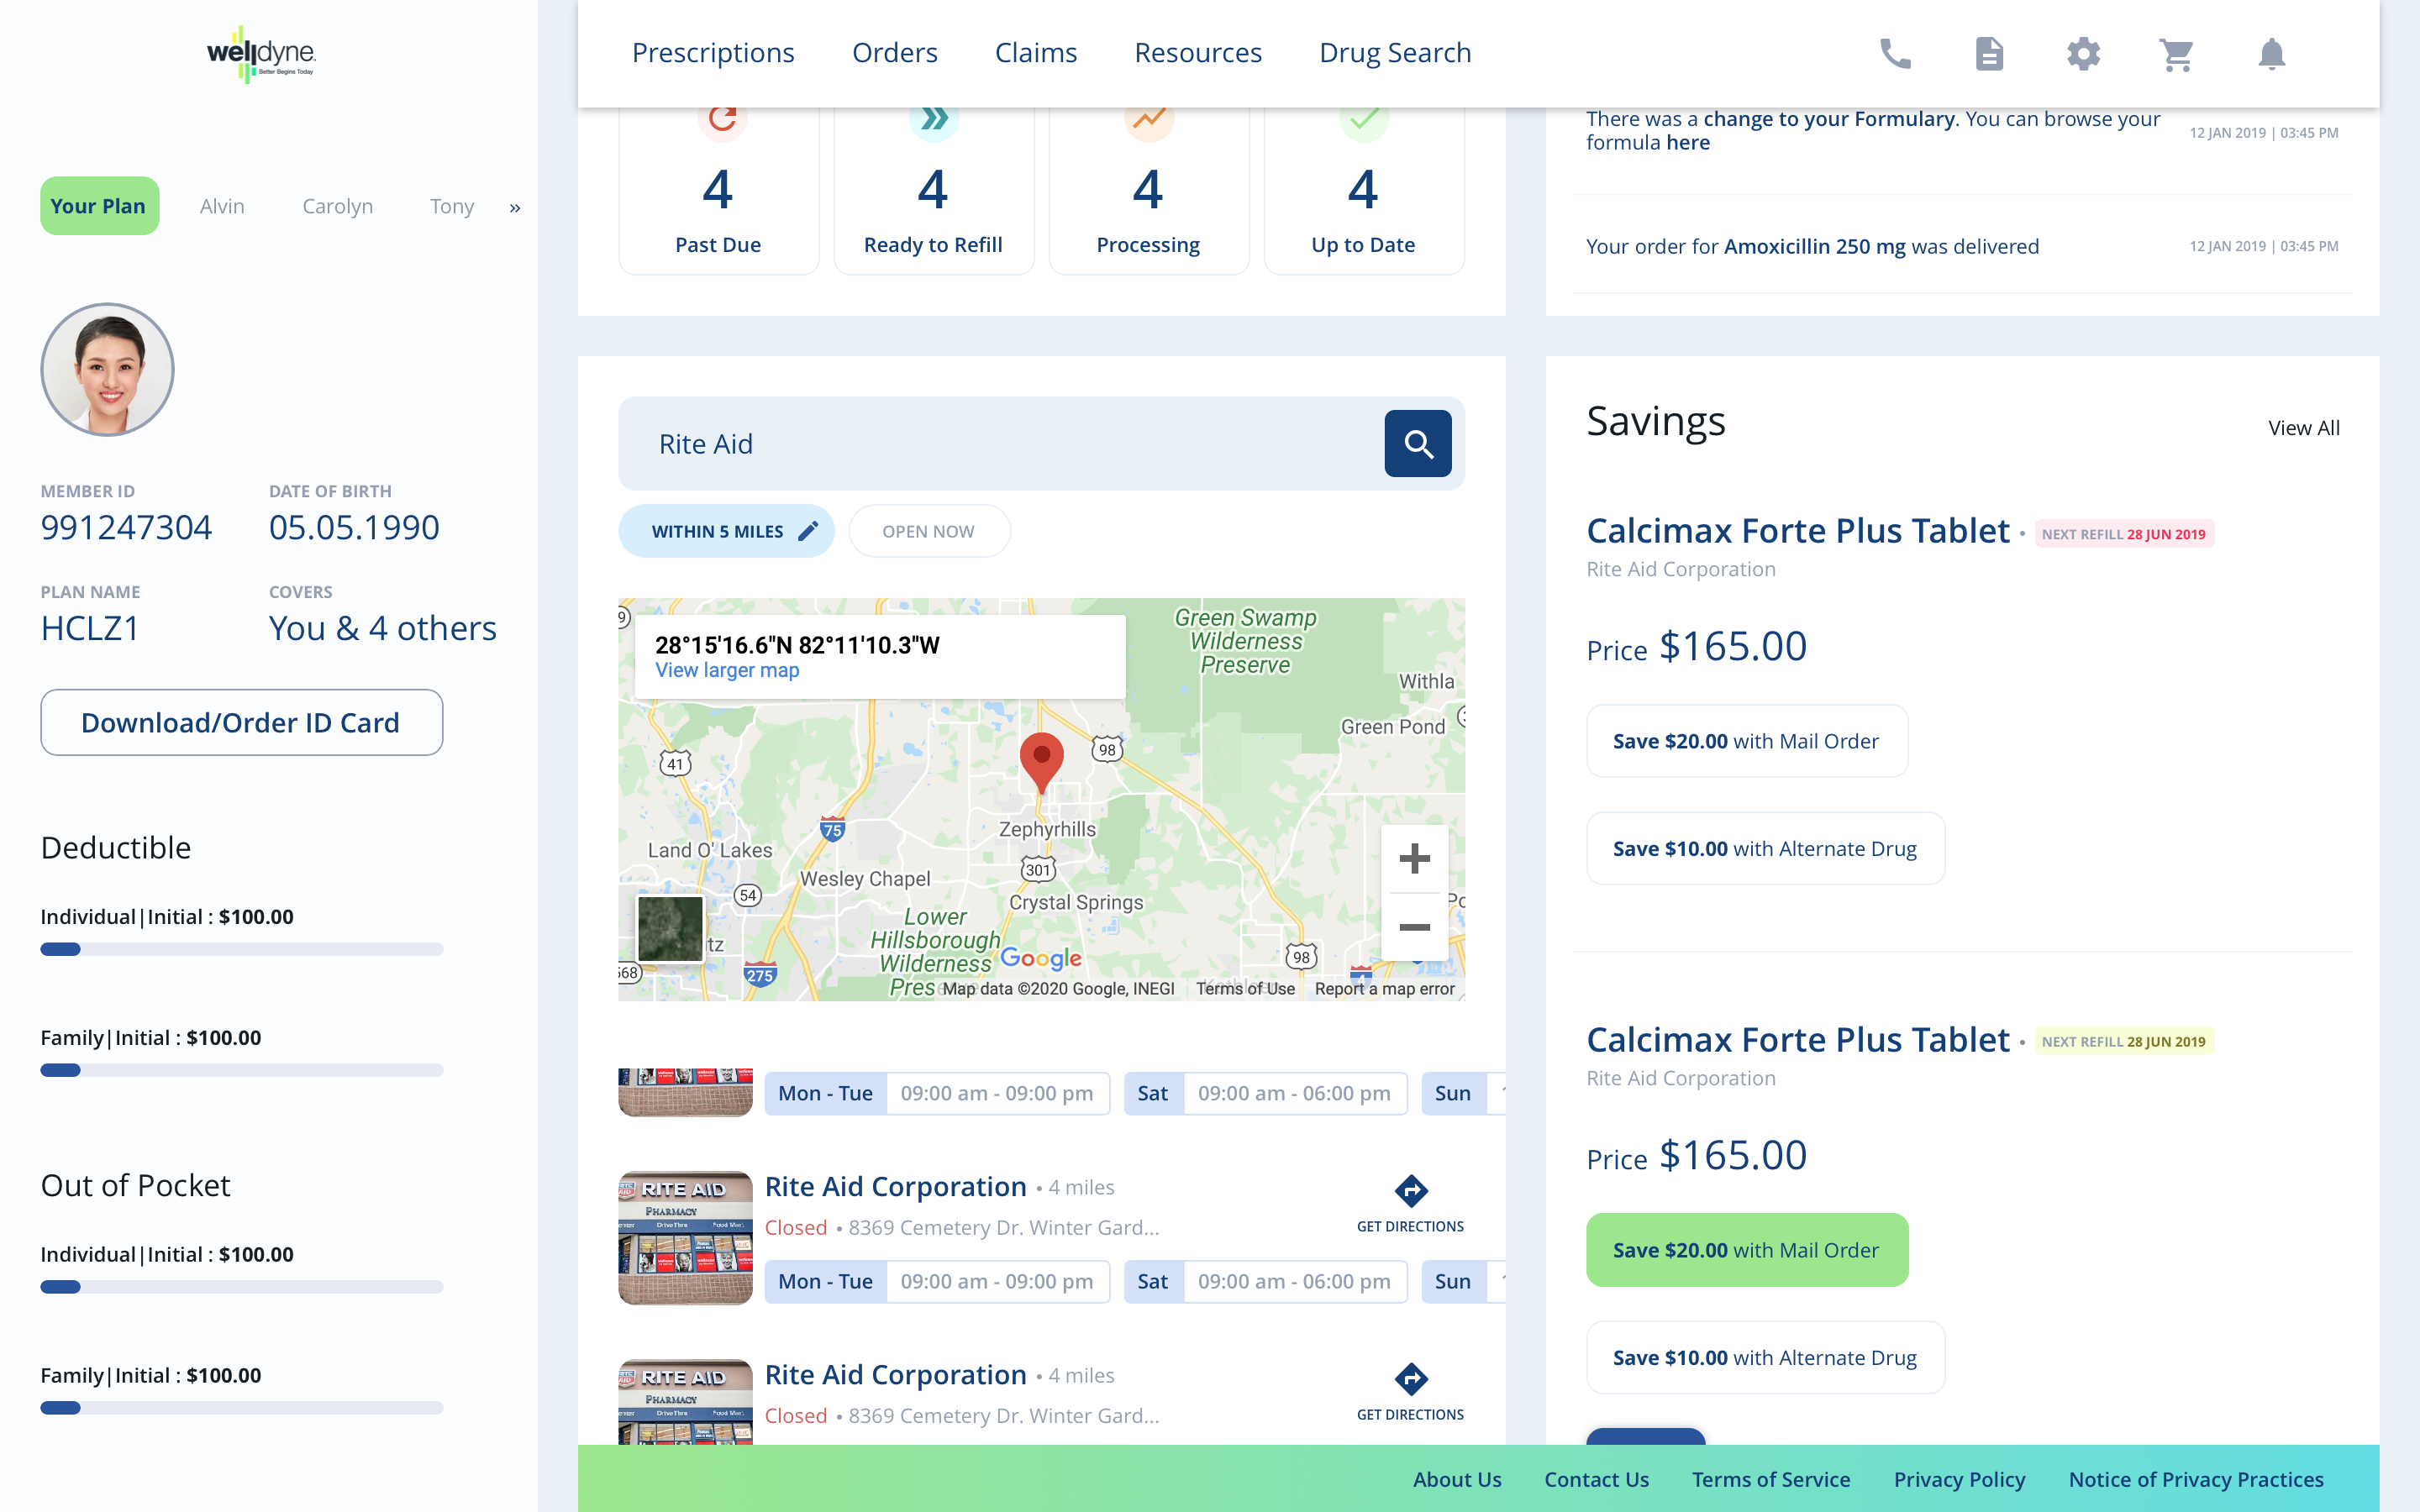 welldyne.
Better Begins Today
Prescriptions Orders Claims Resources Drug Search
Your Plan Alvin Carolyn Tony »
MEMBER ID DATE OF BIRTH
991247304 05.05.1990
PLAN NAME COVERS
HCLZ1 You & 4 others
Download/Order ID Card
Deductible
Individual|Initial : $100.00
Family|Initial : $100.00
Out of Pocket
Individual|Initial : $100.00
Family|Initial : $100.00
4 4 4 4
Past Due Ready to Refill Processing Up to Date
There was a change to your Formulary. You can browse your
formula here
12 JAN 2019 | 03:45 PM
Your order for Amoxicillin 250 mg was delivered 12 JAN 2019 | 03:45 PM
Rite Aid
WITHIN 5 MILES OPEN NOW
28°15'16.6"N 82°11'10.3"W
View larger map
Green Swamp
Wilderness
Preserve
Withla
Green Pond
98
41
75
Zephyrhills
Land O' Lakes
301
Wesley Chapel
54
Crystal Springs
Lower
Hillsborough
Wilderness
Pres
tz
Google
98
568
275
4
Map data ©2020 Google, INEGI Terms of Use Report a map error
Mon - Tue 09:00 am - 09:00 pm Sat 09:00 am - 06:00 pm Sun
RITE AID
PHARMACY
Drive Thru Food Mart
Rite Aid Corporation • 4 miles
Closed • 8369 Cemetery Dr. Winter Gard...
GET DIRECTIONS
Mon - Tue 09:00 am - 09:00 pm Sat 09:00 am - 06:00 pm Sun
RITE AID
PHARMACY
Drive Thru Food Mart
Rite Aid Corporation • 4 miles
Closed • 8369 Cemetery Dr. Winter Gard...
GET DIRECTIONS
Savings View All
Calcimax Forte Plus Tablet • NEXT REFILL 28 JUN 2019
Rite Aid Corporation
Price $165.00
Save $20.00 with Mail Order
Save $10.00 with Alternate Drug
Calcimax Forte Plus Tablet • NEXT REFILL 28 JUN 2019
Rite Aid Corporation
Price $165.00
Save $20.00 with Mail Order
Save $10.00 with Alternate Drug
About Us Contact Us Terms of Service Privacy Policy Notice of Privacy Practices